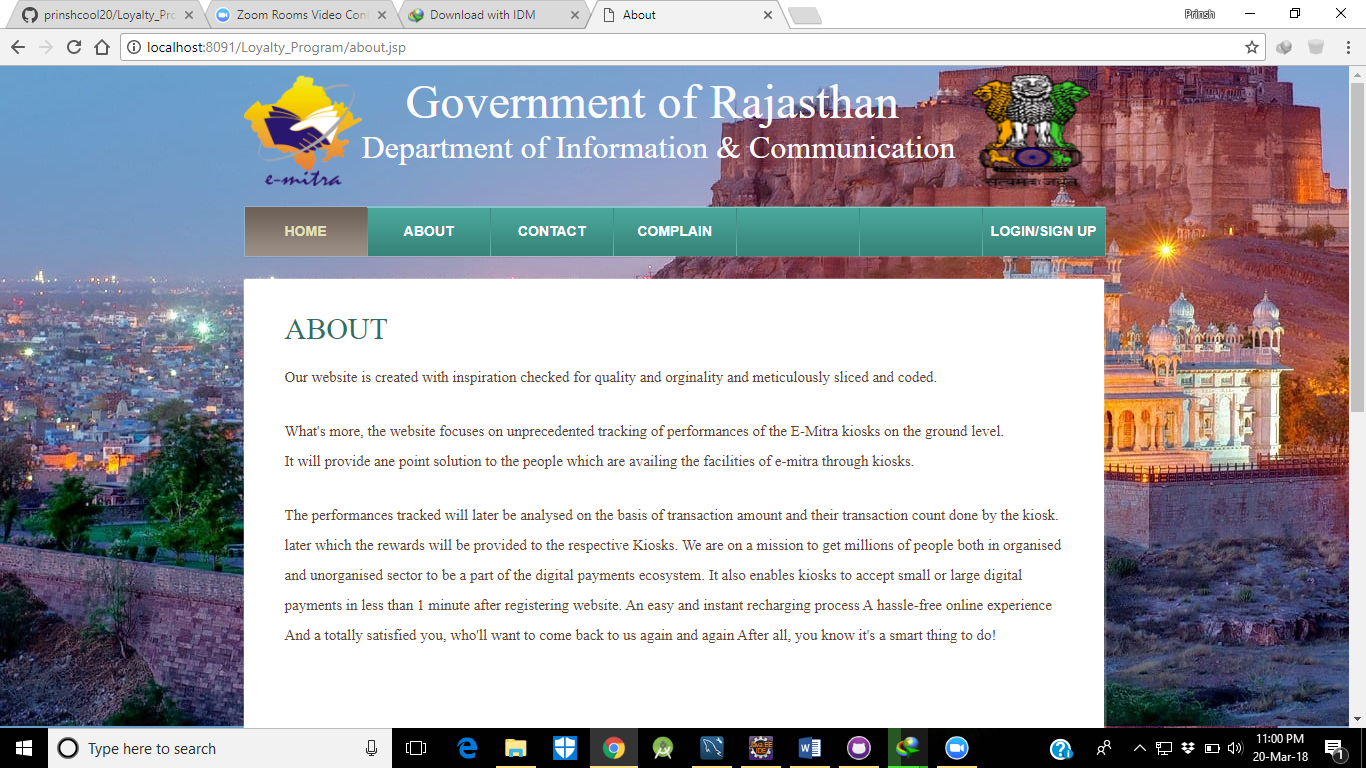 prinshcool20/Loyalty_Pro
Zoom Rooms Video Conf
Download with IDM
About
Prinsh
localhost:8091/Loyalty_Program/about.jsp
Government of Rajasthan
Department of Information & Communication
e-mitra
सत्यमेव जयते
HOME
ABOUT
CONTACT
COMPLAIN
LOGIN/SIGN UP
ABOUT
Our website is created with inspiration checked for quality and orginality and meticulously sliced and coded.
What's more, the website focuses on unprecedented tracking of performances of the E-Mitra kiosks on the ground level.
It will provide ane point solution to the people which are availing the facilities of e-mitra through kiosks.
The performances tracked will later be analysed on the basis of transaction amount and their transaction count done by the kiosk.
later which the rewards will be provided to the respective Kiosks. We are on a mission to get millions of people both in organised
and unorganised sector to be a part of the digital payments ecosystem. It also enables kiosks to accept small or large digital
payments in less than 1 minute after registering website. An easy and instant recharging process A hassle-free online experience
And a totally satisfied you, who'll want to come back to us again and again After all, you know it's a smart thing to do!
Type here to search
11:00 PM
20-Mar-18
1